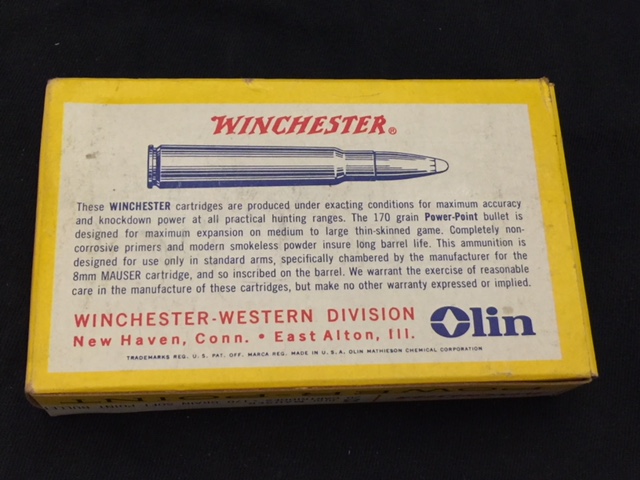 WINCHESTER®
These WINCHESTER cartridges are produced under exacting conditions for maximum accuracy
and knockdown power at all practical hunting ranges. The 170 grain Power-Point bullet is
designed for maximum expansion on medium to large thin-skinned game. Completely non-
corrosive primers and modern smokeless powder insure long barrel life. This ammunition is
designed for use only in standard arms, specifically chambered by the manufacturer for the
8mm MAUSER cartridge, and so inscribed on the barrel. We warrant the exercise of reasonable
care in the manufacture of these cartridges, but make no other warranty expressed or implied.
WINCHESTER-WESTERN DIVISION
New Haven, Conn. • East Alton, Ill.
Olin
TRADEMARKS REG. U. S. PAT. OFF. MARCA REG. MADE IN U. S. A. OLIN MATHIESON CHEMICAL CORPORATION
POINT